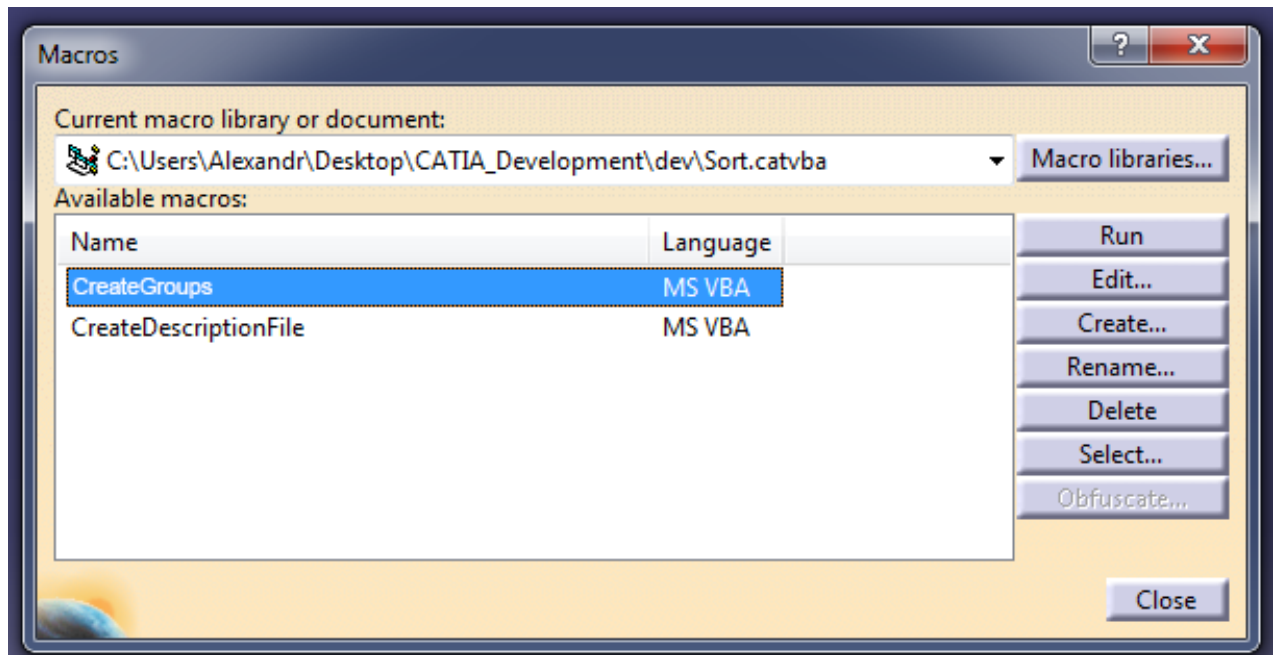 Macros
?
X
Current macro library or document:
C:\Users\Alexandr\Desktop\CATIA_Development\dev\Sort.catvba
Macro libraries...
Available macros:
Name Language
CreateGroups MS VBA
CreateDescriptionFile MS VBA
Run
Edit...
Create...
Rename...
Delete
Select...
Obfuscate...
Close